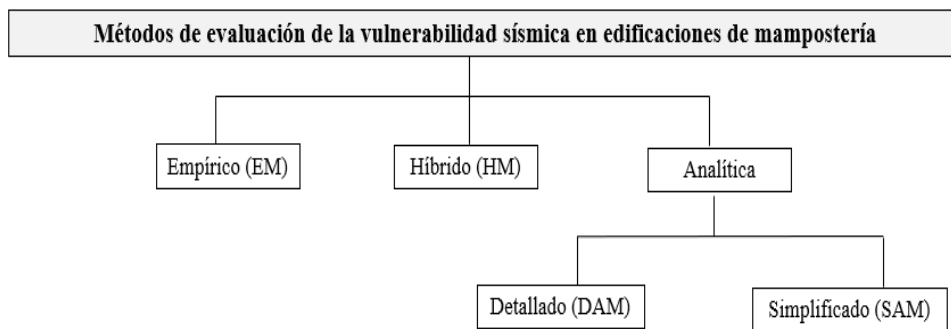 Métodos de evaluación de la vulnerabilidad sísmica en edificaciones de mampostería
Empírico (EM)
Híbrido (HM)
Analítica
Detallado (DAM)
Simplificado (SAM)